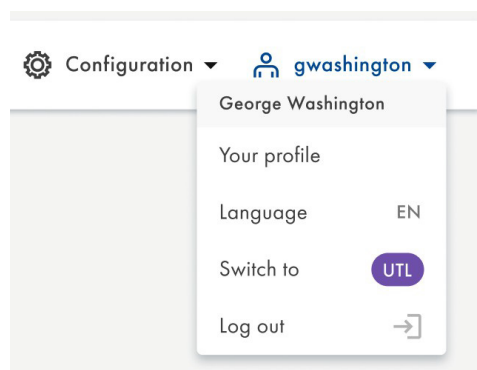 Configuration gwashington
George Washington
Your profile
Language EN
Switch to UTL
Log out